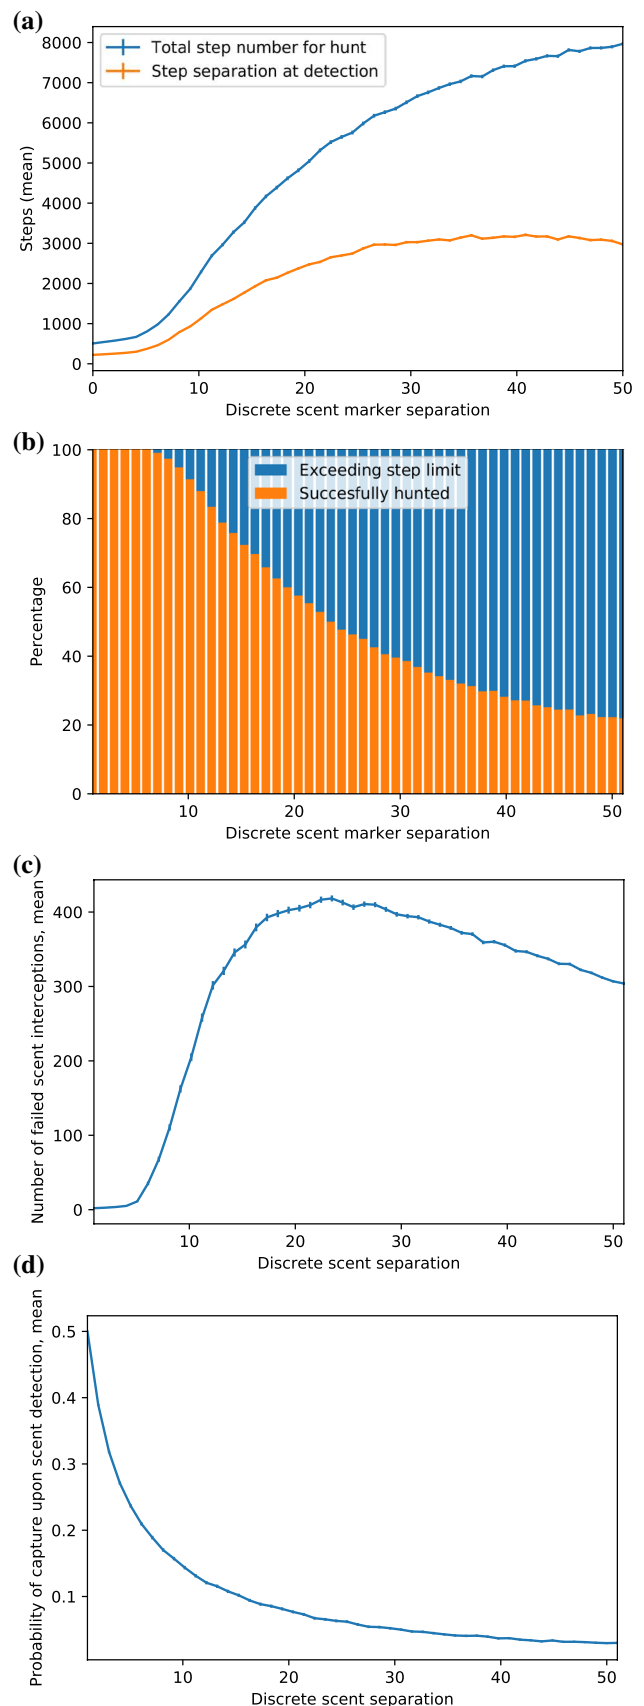 (a)
Total step number for hunt
Step separation at detection
8000
7000
6000
5000
4000
3000
2000
1000
0
Steps (mean)
0 10 20 30 40 50
Discrete scent marker separation
(b)
Exceeding step limit
Succesfully hunted
100
80
60
40
20
0
Percentage
10 20 30 40 50
Discrete scent marker separation
(c)
400
300
200
100
0
Number of failed scent interceptions, mean
10 20 30 40 50
Discrete scent separation
(d)
0.5
0.4
0.3
0.2
0.1
Probability of capture upon scent detection, mean
10 20 30 40 50
Discrete scent separation